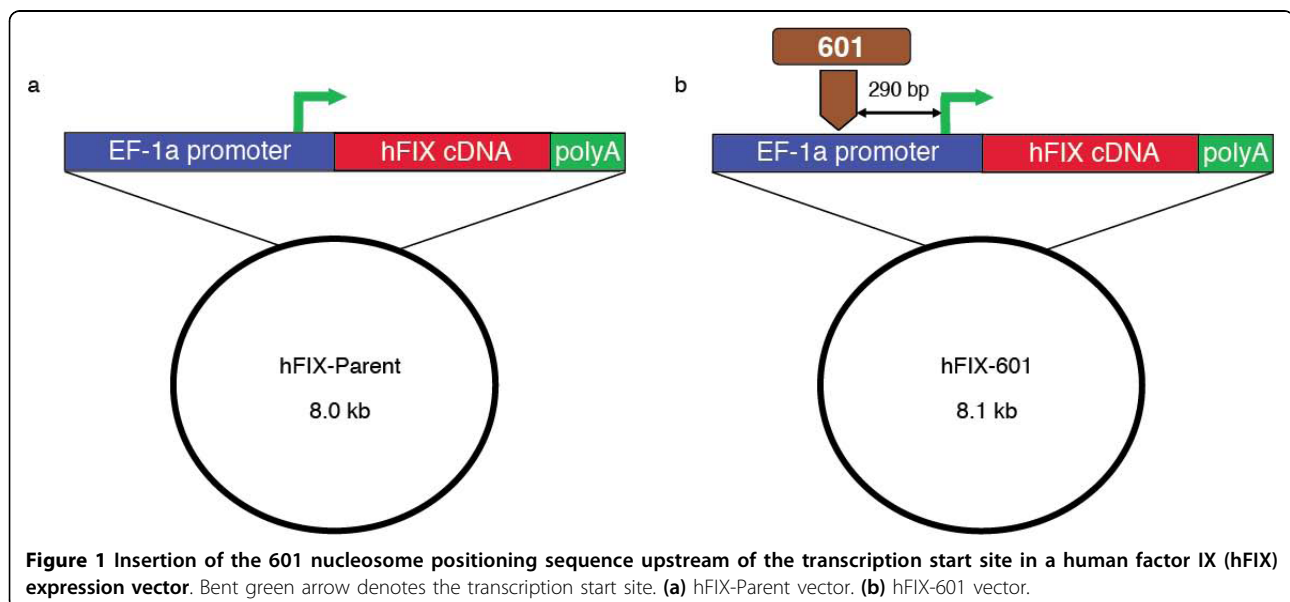 a
EF-1a promoter
hFIX cDNA
polyA
hFIX-Parent
8.0 kb
b
601
290 bp
EF-1a promoter
hFIX cDNA
polyA
hFIX-601
8.1 kb
Figure 1 Insertion of the 601 nucleosome positioning sequence upstream of the transcription start site in a human factor IX (hFIX)
expression vector. Bent green arrow denotes the transcription start site. (a) hFIX-Parent vector. (b) hFIX-601 vector.